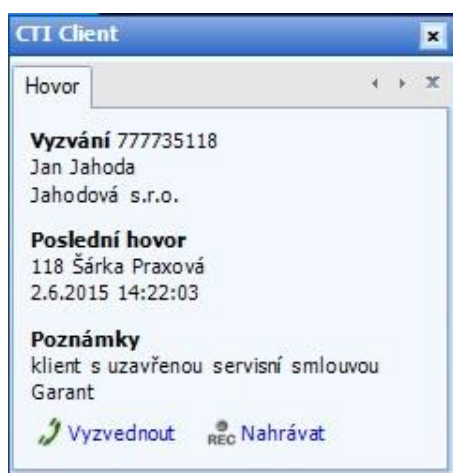 CTI Client
Hovor
Vyzvání 777735118
Jan Jahoda
Jahodová s.r.o.
Poslední hovor
118 Šárka Praxová
2.6.2015 14:22:03
Poznámky
klient s uzavřenou servisní smlouvou
Garant
Vyzvednout REC Nahrávat